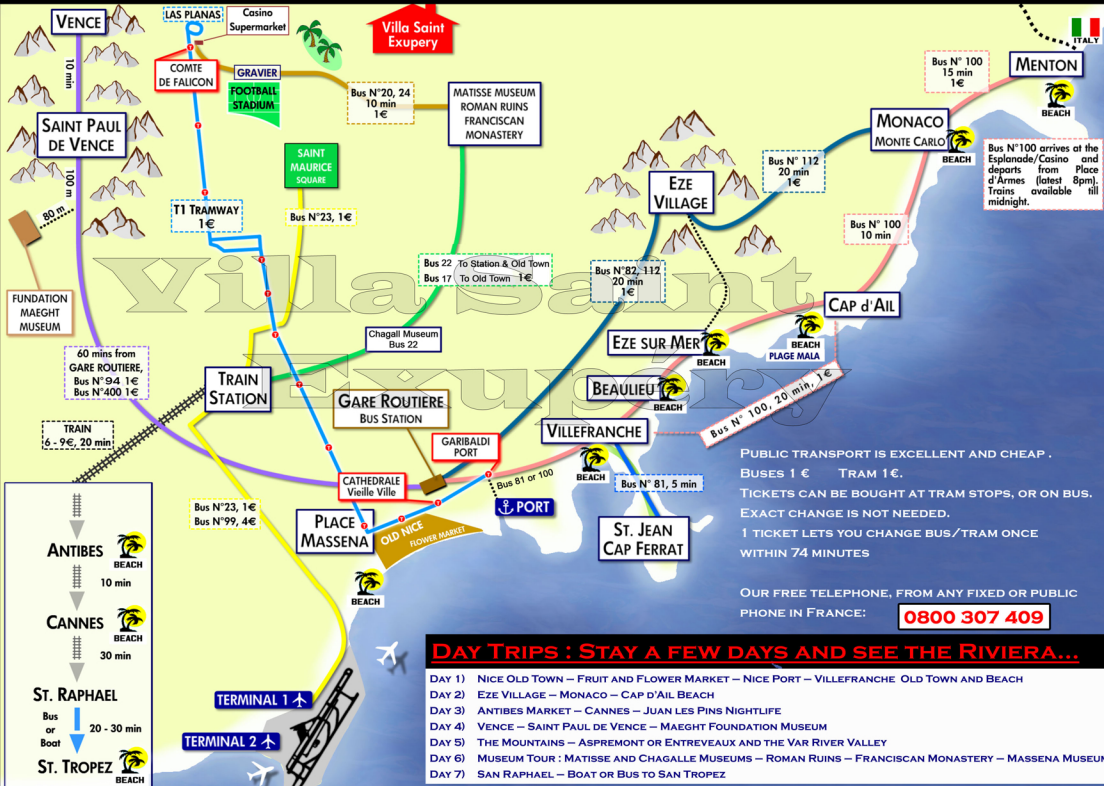 VENCE
LAS PLANAS
Casino
Supermarket
Villa Saint
Exupery
ITALY
10 min
COMTE
DE FALICON
GRAVIER
FOOTBALL
STADIUM
Bus N°20, 24
10 min
1€
MATISSE MUSEUM
ROMAN RUINS
FRANCISCAN
MONASTERY
Bus N° 100
15 min
1€
MENTON
BEACH
SAINT PAUL
DE VENCE
MONACO
MONTE CARLO
BEACH
Bus N°100 arrives at the
Esplanade/Casino and
departs from Place
d'Armes (latest 8pm).
Trains available till
midnight.
SAINT
MAURICE
SQUARE
Bus N° 112
20 min
1€
100 m
80 m
EZE
VILLAGE
T1 TRAMWAY
1€
Bus N°23, 1€
Bus N° 100
10 min
Bus 22 To Station & Old Town
Bus 17 To Old Town 1€
Bus N°82, 112
20 min
1€
Villa Saint
Exupéry
FUNDATION
MAEGHT
MUSEUM
CAP d'AIL
Chagall Museum
Bus 22
EZE SUR MER
BEACH
BEACH
PLAGE MALA
60 mins from
GARE ROUTIERE,
Bus N°94 1€
Bus N°400 1€
TRAIN
STATION
BEAULIEU
BEACH
Bus N° 100, 20 min, 1€
GARE ROUTIERE
BUS STATION
TRAIN
6 - 9€, 20 min
VILLEFRANCHE
BEACH
GARIBALDI
PORT
CATHEDRALE
Vieille Ville
Bus 81 or 100
Bus N° 81, 5 min
PORT
Bus N°23, 1€
Bus N°99, 4€
PLACE
MASSENA
OLD NICE
FLOWER MARKET
ST. JEAN
CAP FERRAT
BEACH
PUBLIC TRANSPORT IS EXCELLENT AND CHEAP .
BUSES 1 € TRAM 1€.
TICKETS CAN BE BOUGHT AT TRAM STOPS, OR ON BUS.
EXACT CHANGE IS NOT NEEDED.
1 TICKET LETS YOU CHANGE BUS/TRAM ONCE
WITHIN 74 MINUTES
OUR FREE TELEPHONE, FROM ANY FIXED OR PUBLIC
PHONE IN FRANCE: 0800 307 409
ANTIBES
BEACH
10 min
CANNES
BEACH
30 min
ST. RAPHAEL
Bus
or
Boat
20 - 30 min
ST. TROPEZ
BEACH
TERMINAL 1
TERMINAL 2
DAY TRIPS : STAY A FEW DAYS AND SEE THE RIVIERA...
DAY 1) NICE OLD TOWN – FRUIT AND FLOWER MARKET – NICE PORT – VILLEFRANCHE OLD TOWN AND BEACH
DAY 2) EZE VILLAGE – MONACO – CAP D'AIL BEACH
DAY 3) ANTIBES MARKET – CANNES – JUAN LES PINS NIGHTLIFE
DAY 4) VENCE – SAINT PAUL DE VENCE – MAEGHT FOUNDATION MUSEUM
DAY 5) THE MOUNTAINS – ASPREMONT OR ENTREVEAUX AND THE VAR RIVER VALLEY
DAY 6) MUSEUM TOUR : MATISSE AND CHAGALLE MUSEUMS – ROMAN RUINS – FRANCISCAN MONASTERY – MASSENA MUSEUM
DAY 7) SAN RAPHAEL – BOAT OR BUS TO SAN TROPEZ